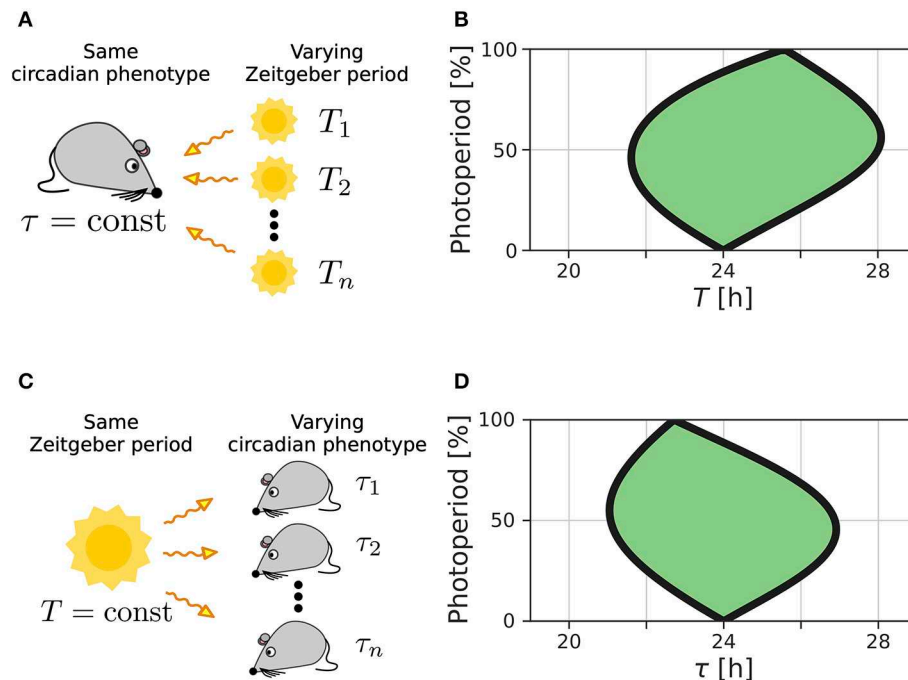 A
Same
circadian phenotype
τ = const
Varying
Zeitgeber period
T₁
T₂
Tₙ
B
Photoperiod [%]
100
50
0
20
24
28
T [h]
C
Same
Zeitgeber period
T = const
Varying
circadian phenotype
τ₁
τ₂
τₙ
D
Photoperiod [%]
100
50
0
20
24
28
τ [h]